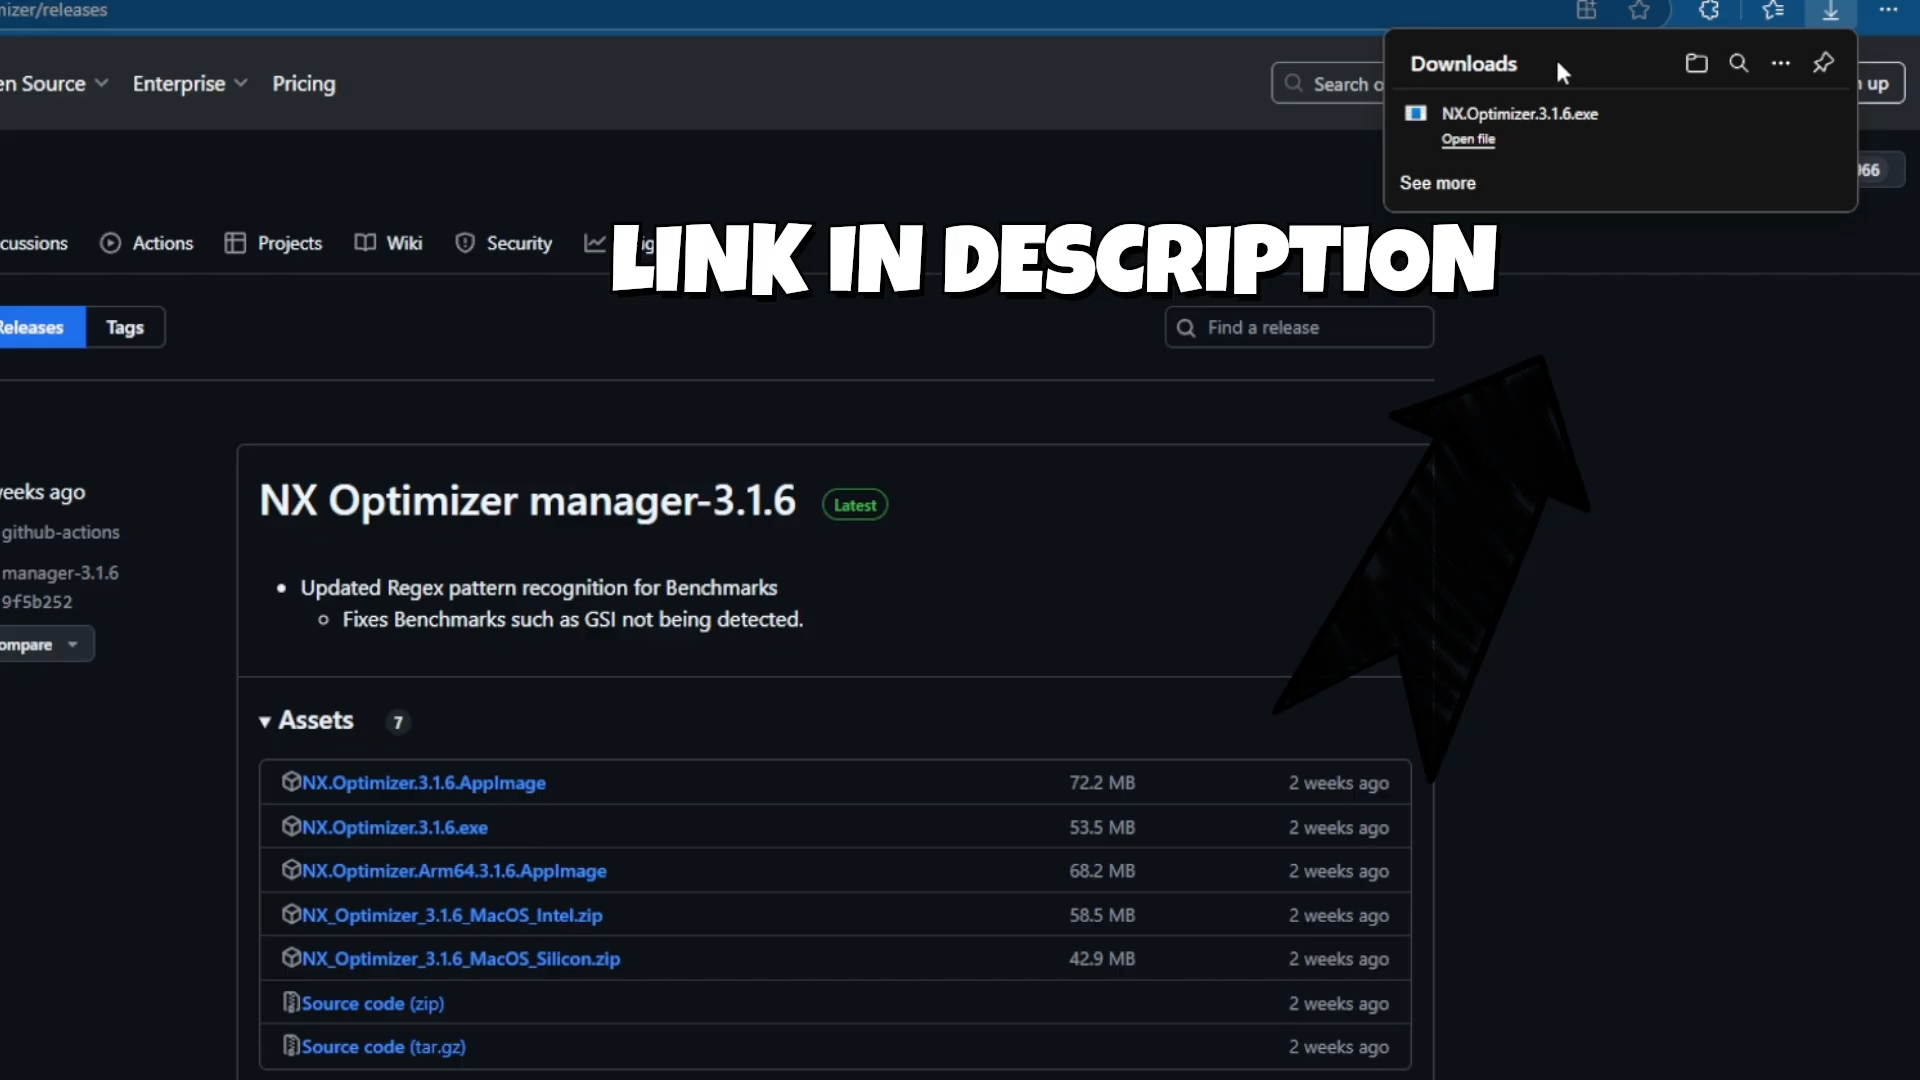 mizer/releases
en Source
Enterprise
Pricing
Search o
up
Downloads
NX.Optimizer.3.1.6.exe
Open file
See more
966
cussions
Actions
Projects
Wiki
Security
LINK IN DESCRIPTION
Releases
Tags
Find a release
weeks ago
github-actions
manager-3.1.6
9f5b252
ompare
NX Optimizer manager-3.1.6
Latest
Updated Regex pattern recognition for Benchmarks
Fixes Benchmarks such as GSI not being detected.
Assets 7
NX.Optimizer.3.1.6.AppImage 72.2 MB 2 weeks ago
NX.Optimizer.3.1.6.exe 53.5 MB 2 weeks ago
NX.Optimizer.Arm64.3.1.6.AppImage 68.2 MB 2 weeks ago
NX_Optimizer_3.1.6_MacOS_Intel.zip 58.5 MB 2 weeks ago
NX_Optimizer_3.1.6_MacOS_Silicon.zip 42.9 MB 2 weeks ago
Source code (zip) 2 weeks ago
Source code (tar.gz) 2 weeks ago